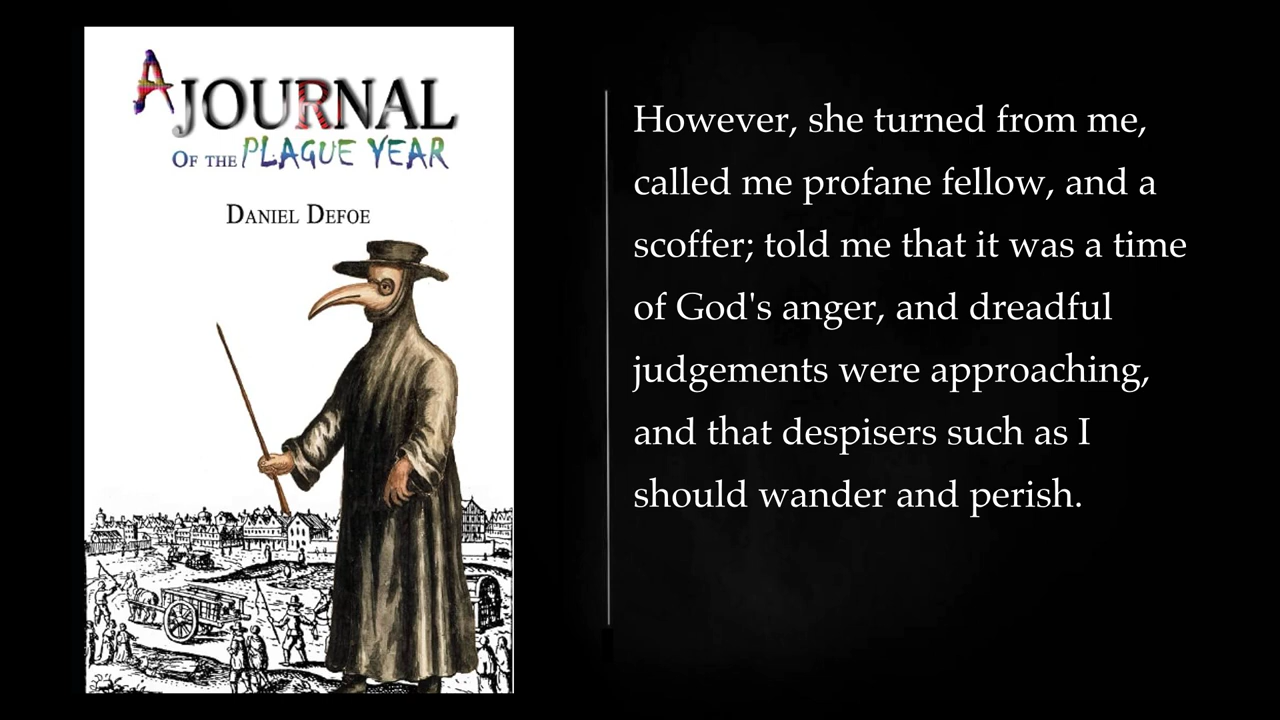 A JOURNAL
OF THE PLAGUE YEAR
DANIEL DEFOE
However, she turned from me,
called me profane fellow, and a
scoffer; told me that it was a time
of God's anger, and dreadful
judgements were approaching,
and that despisers such as I
should wander and perish.